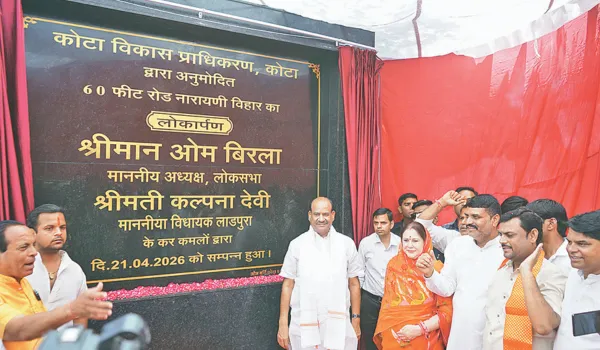 कोटा विकास प्राधिकरण, कोटा
द्वारा अनुमोदित
60 फीट रोड नारायणी विहार का
लोकार्पण
श्रीमान ओम बिरला
माननीय अध्यक्ष, लोकसभा
श्रीमती कल्पना देवी
माननीया विधायक लाडपुरा
के कर कमलों द्वारा
दि.21.04.2026 को सम्पन्न हुआ।